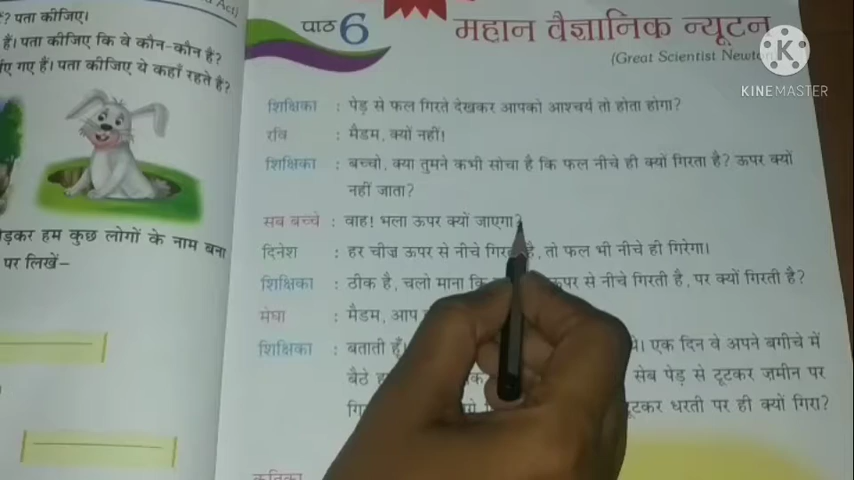 पता कीजिए।
हैं। पता कीजिए कि वे कौन-कौन हैं?
गए हैं। पता कीजिए ये कहाँ रहते हैं?
कर हम कुछ लोगों के नाम बना
पर लिखें–
पाठ 6 महान वैज्ञानिक न्यूटन
(Great Scientist Newton
KINEMASTER
शिक्षिका : पेड़ से फल गिरते देखकर आपको आश्चर्य तो होता होगा?
रवि : मैडम, क्यों नहीं!
शिक्षिका : बच्चो, क्या तुमने कभी सोचा है कि फल नीचे ही क्यों गिरता है? ऊपर क्यों
नहीं जाता?
सब बच्चे : वाह! भला ऊपर क्यों जाएगा?
दिनेश : हर चीज़ ऊपर से नीचे है, तो फल भी नीचे ही गिरेगा।
शिक्षिका : ठीक है, चलो माना कि ऊपर से नीचे गिरती है, पर क्यों गिरती है?
मेघा : मैडम, आप
शिक्षिका : बताती हूँ। एक दिन वे अपने बगीचे में
बैठे सेब पेड़ से टूटकर ज़मीन पर
टूटकर धरती पर ही क्यों गिरा?